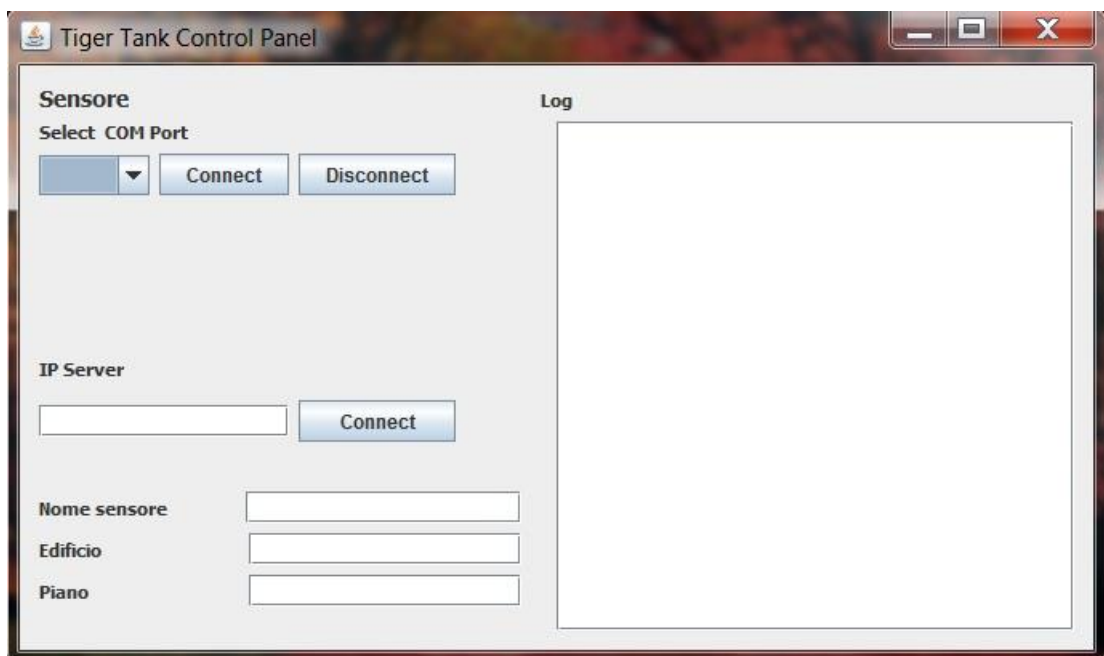 Tiger Tank Control Panel
Sensore
Select COM Port
Connect Disconnect
IP Server
Connect
Nome sensore
Edificio
Piano
Log